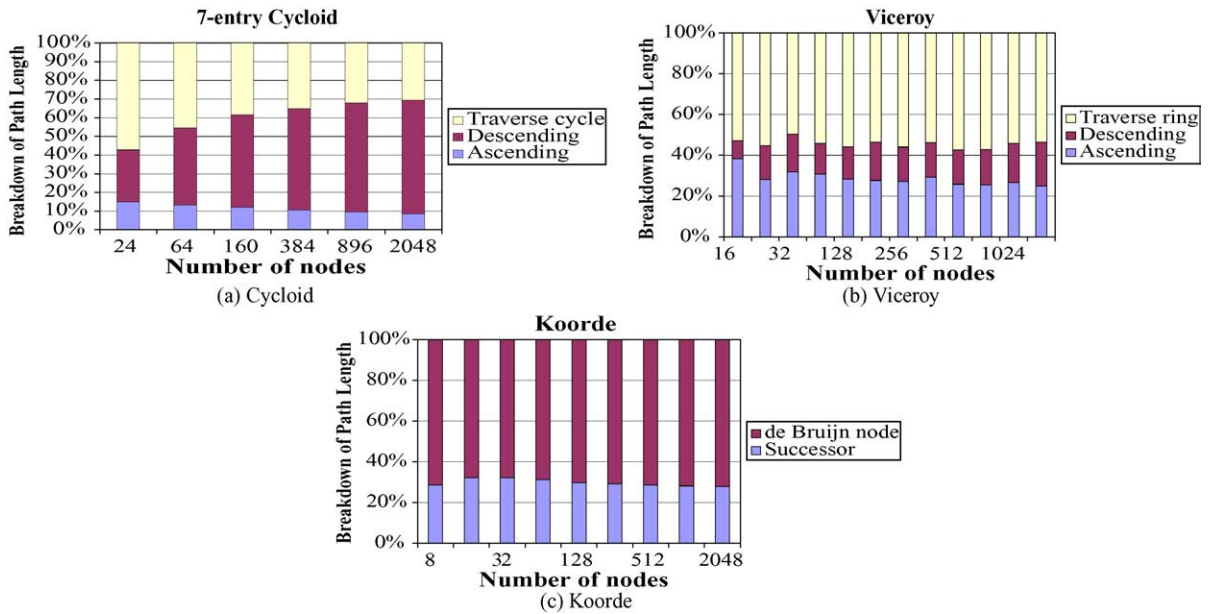 7-entry Cycloid
Breakdown of Path Length
100%
90%
80%
70%
60%
50%
40%
30%
20%
10%
0%
24 64 160 384 896 2048
Number of nodes
Traverse cycle
Descending
Ascending
(a) Cycloid
Viceroy
Breakdown of Path Length
100%
80%
60%
40%
20%
0%
16 32 128 256 512 1024
Number of nodes
Traverse ring
Descending
Ascending
(b) Viceroy
Koorde
Breakdown of Path Length
100%
80%
60%
40%
20%
0%
8 32 128 512 2048
Number of nodes
de Bruijn node
Successor
(c) Koorde